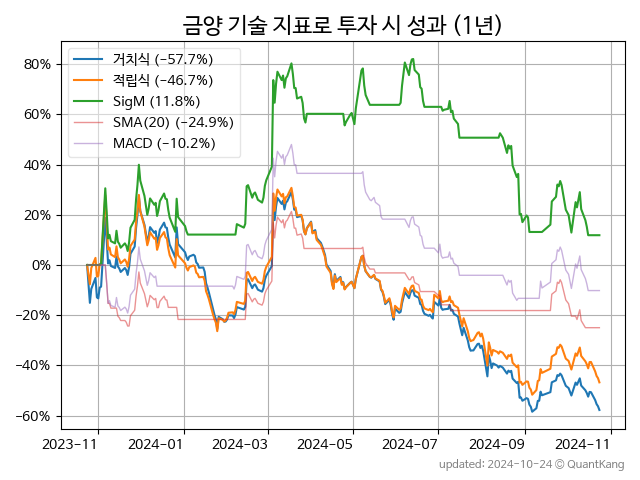 금양 기술 지표로 투자 시 성과 (1년)
거치식 (−57.7%)
적립식 (−46.7%)
SigM (11.8%)
SMA(20) (−24.9%)
MACD (−10.2%)
80%
60%
40%
20%
0%
−20%
−40%
−60%
2023−11 2024−01 2024−03 2024−05 2024−07 2024−09 2024−11
updated: 2024-10-24 © QuantKang